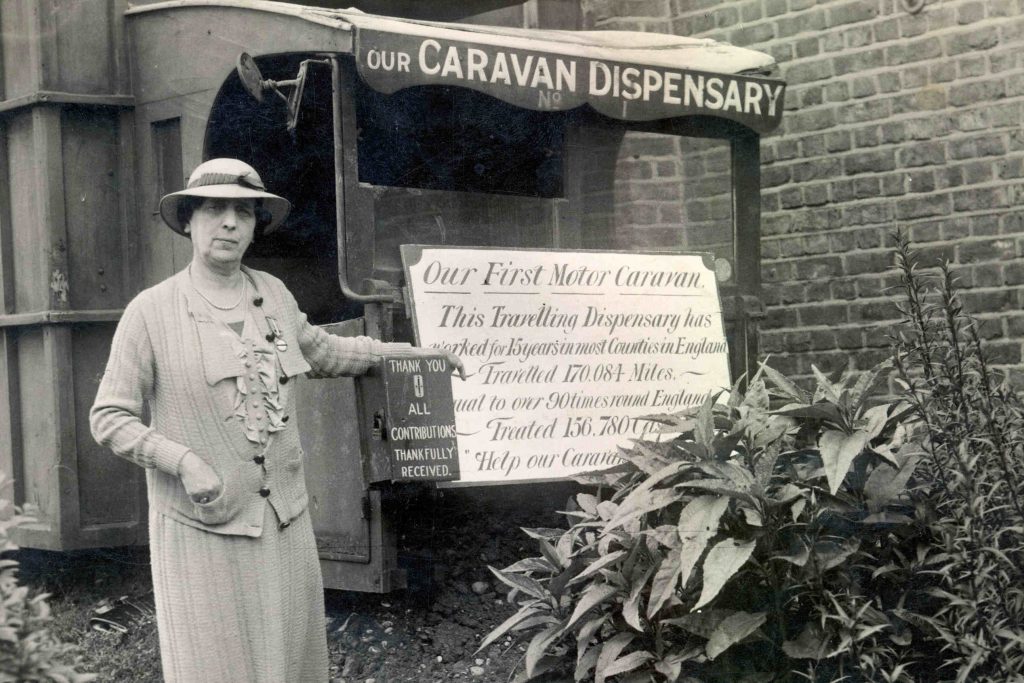 OUR CARAVAN DISPENSARY
No 1
Our First Motor Caravan.
This Travelling Dispensary has
worked for 15 years in most Counties in England
Travelled 170.084 Miles.
to over 90 times round England
Treated 156,780
"Help our Caravan
THANK YOU
ALL
CONTRIBUTIONS
THANKFULLY
RECEIVED.